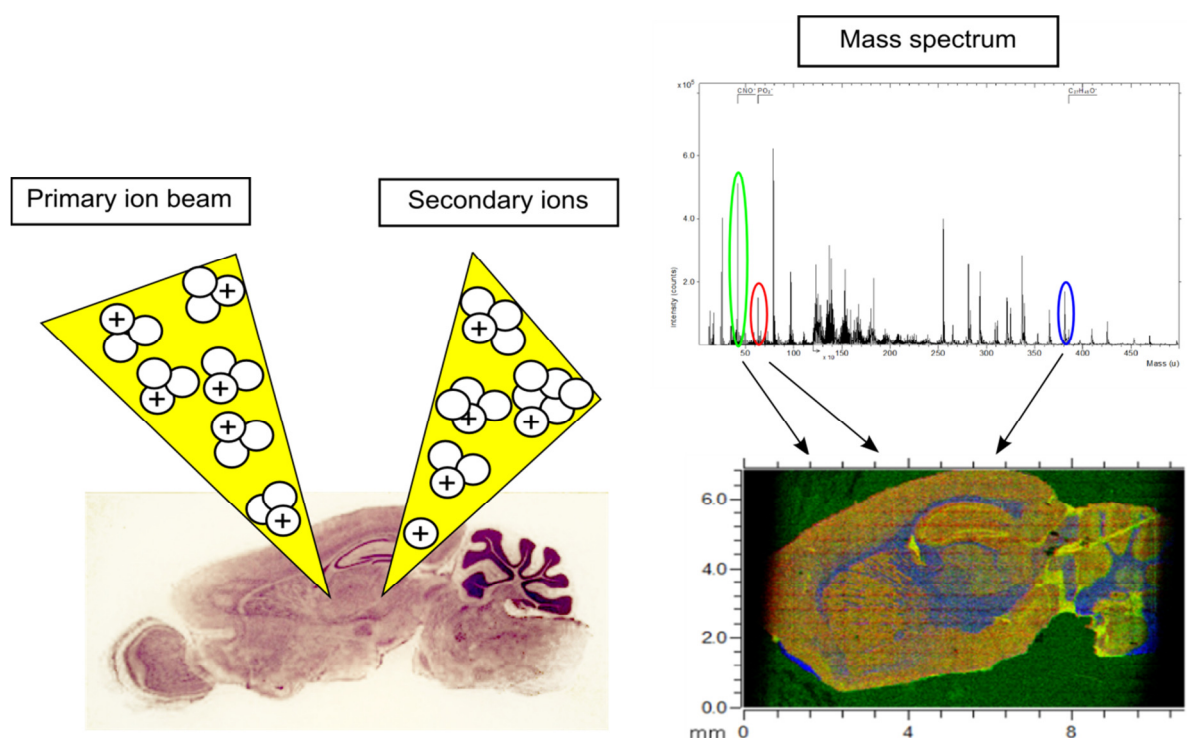 Mass spectrum
Primary ion beam
Secondary ions
x10⁵
CNO⁻ PO₂⁻
C₂₇H₄₅O⁻
6.0
4.0
2.0
Intensity (counts)
50 100 150 200 250 300 350 400 450
x 10
Mass (u)
+ + + + + +
+ + + + +
6.0
4.0
2.0
0.0
mm 0 4 8